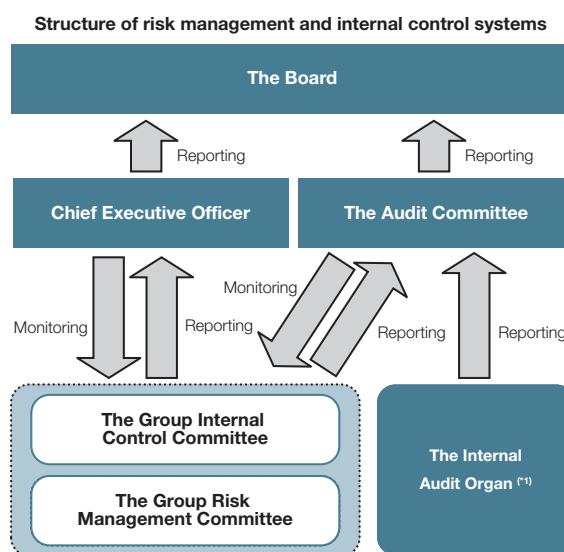 Structure of risk management and internal control systems
The Board
Reporting
Reporting
Chief Executive Officer
The Audit Committee
Monitoring
Reporting
Monitoring
Reporting
Reporting
The Group Internal
Control Committee
The Group Risk
Management Committee
The Internal
Audit Organ (*1)